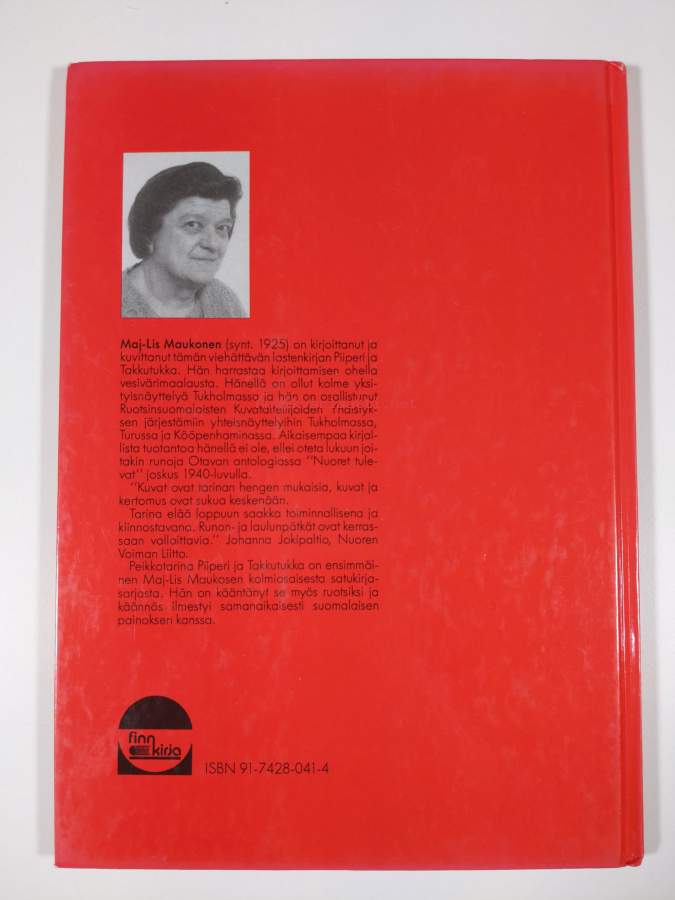 Maj-Lis Maukonen (synt. 1925) on kirjoittanut ja
kuvittanut tämän viehättävän lastenkirjan Piiperi ja
Takkutukka. Hän harrastaa kirjoittamisen ohella
vesivärimaalausta. Hänellä on ollut kolme yksi-
tyisnäyttelyä Tukholmassa ja hän on osallistunut
Ruotsinsuomalaisten Kuvataiteilijoiden Yhdistyk-
sen järjestämiin yhteisnäyttelyihin Tukholmassa,
Turussa ja Kööpenhaminassa. Aikaisempaa kirjal-
lista tuotantoa hänellä ei ole, ellei oteta lukuun joi-
takin runoja Otavan antologiassa "Nuoret tule-
vat" joskus 1940-luvulla.
"Kuvat ovat tarinan hengen mukaisia, kuvat ja
kertomus ovat sukua keskenään.
Tarina elää loppuun saakka toiminnallisena ja
kiinnostavana. Runon- ja laulunpätkät ovat kerras-
saan valloittavia." Johanna Jokipaltio, Nuoren
Voiman Liitto.
Peikkotarina Piiperi ja Takkutukka on ensimmäi-
nen Maj-Lis Maukosen kolmiosaisesta satukirja-
sarjasta. Hän on kääntänyt se myös ruotsiksi ja
käännös ilmestyi samanaikaisesti suomalaisen
painoksen kanssa.
finn
kirja
ISBN 91-7428-041-4